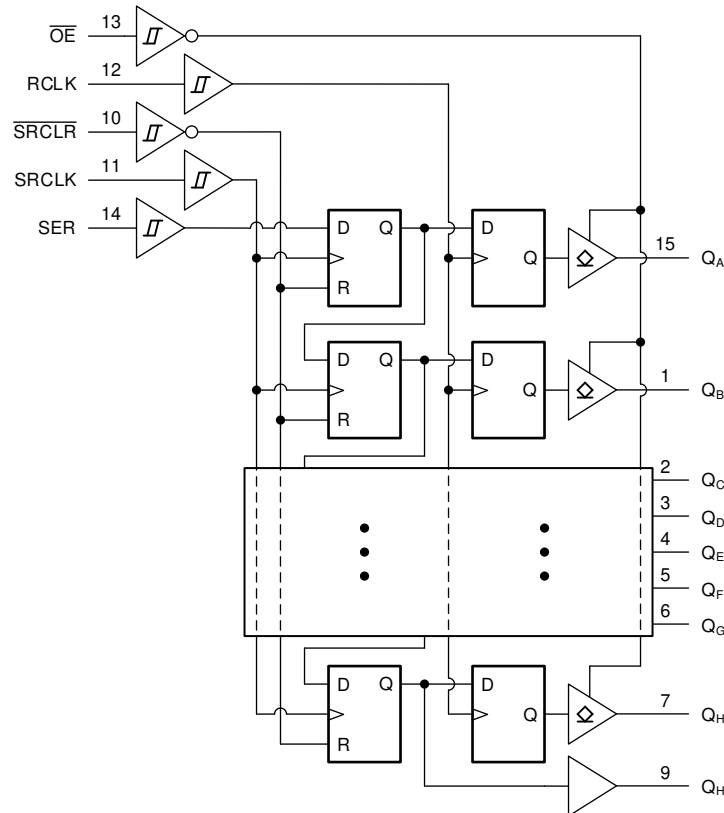 OE 13
RCLK 12
SRCLR 10
SRCLK 11
SER 14
D Q D Q 15 QA
R
D Q D Q 1 QB
R
2 QC
3 QD
4 QE
5 QF
6 QG
D Q D Q 7 QH
R
9 QH